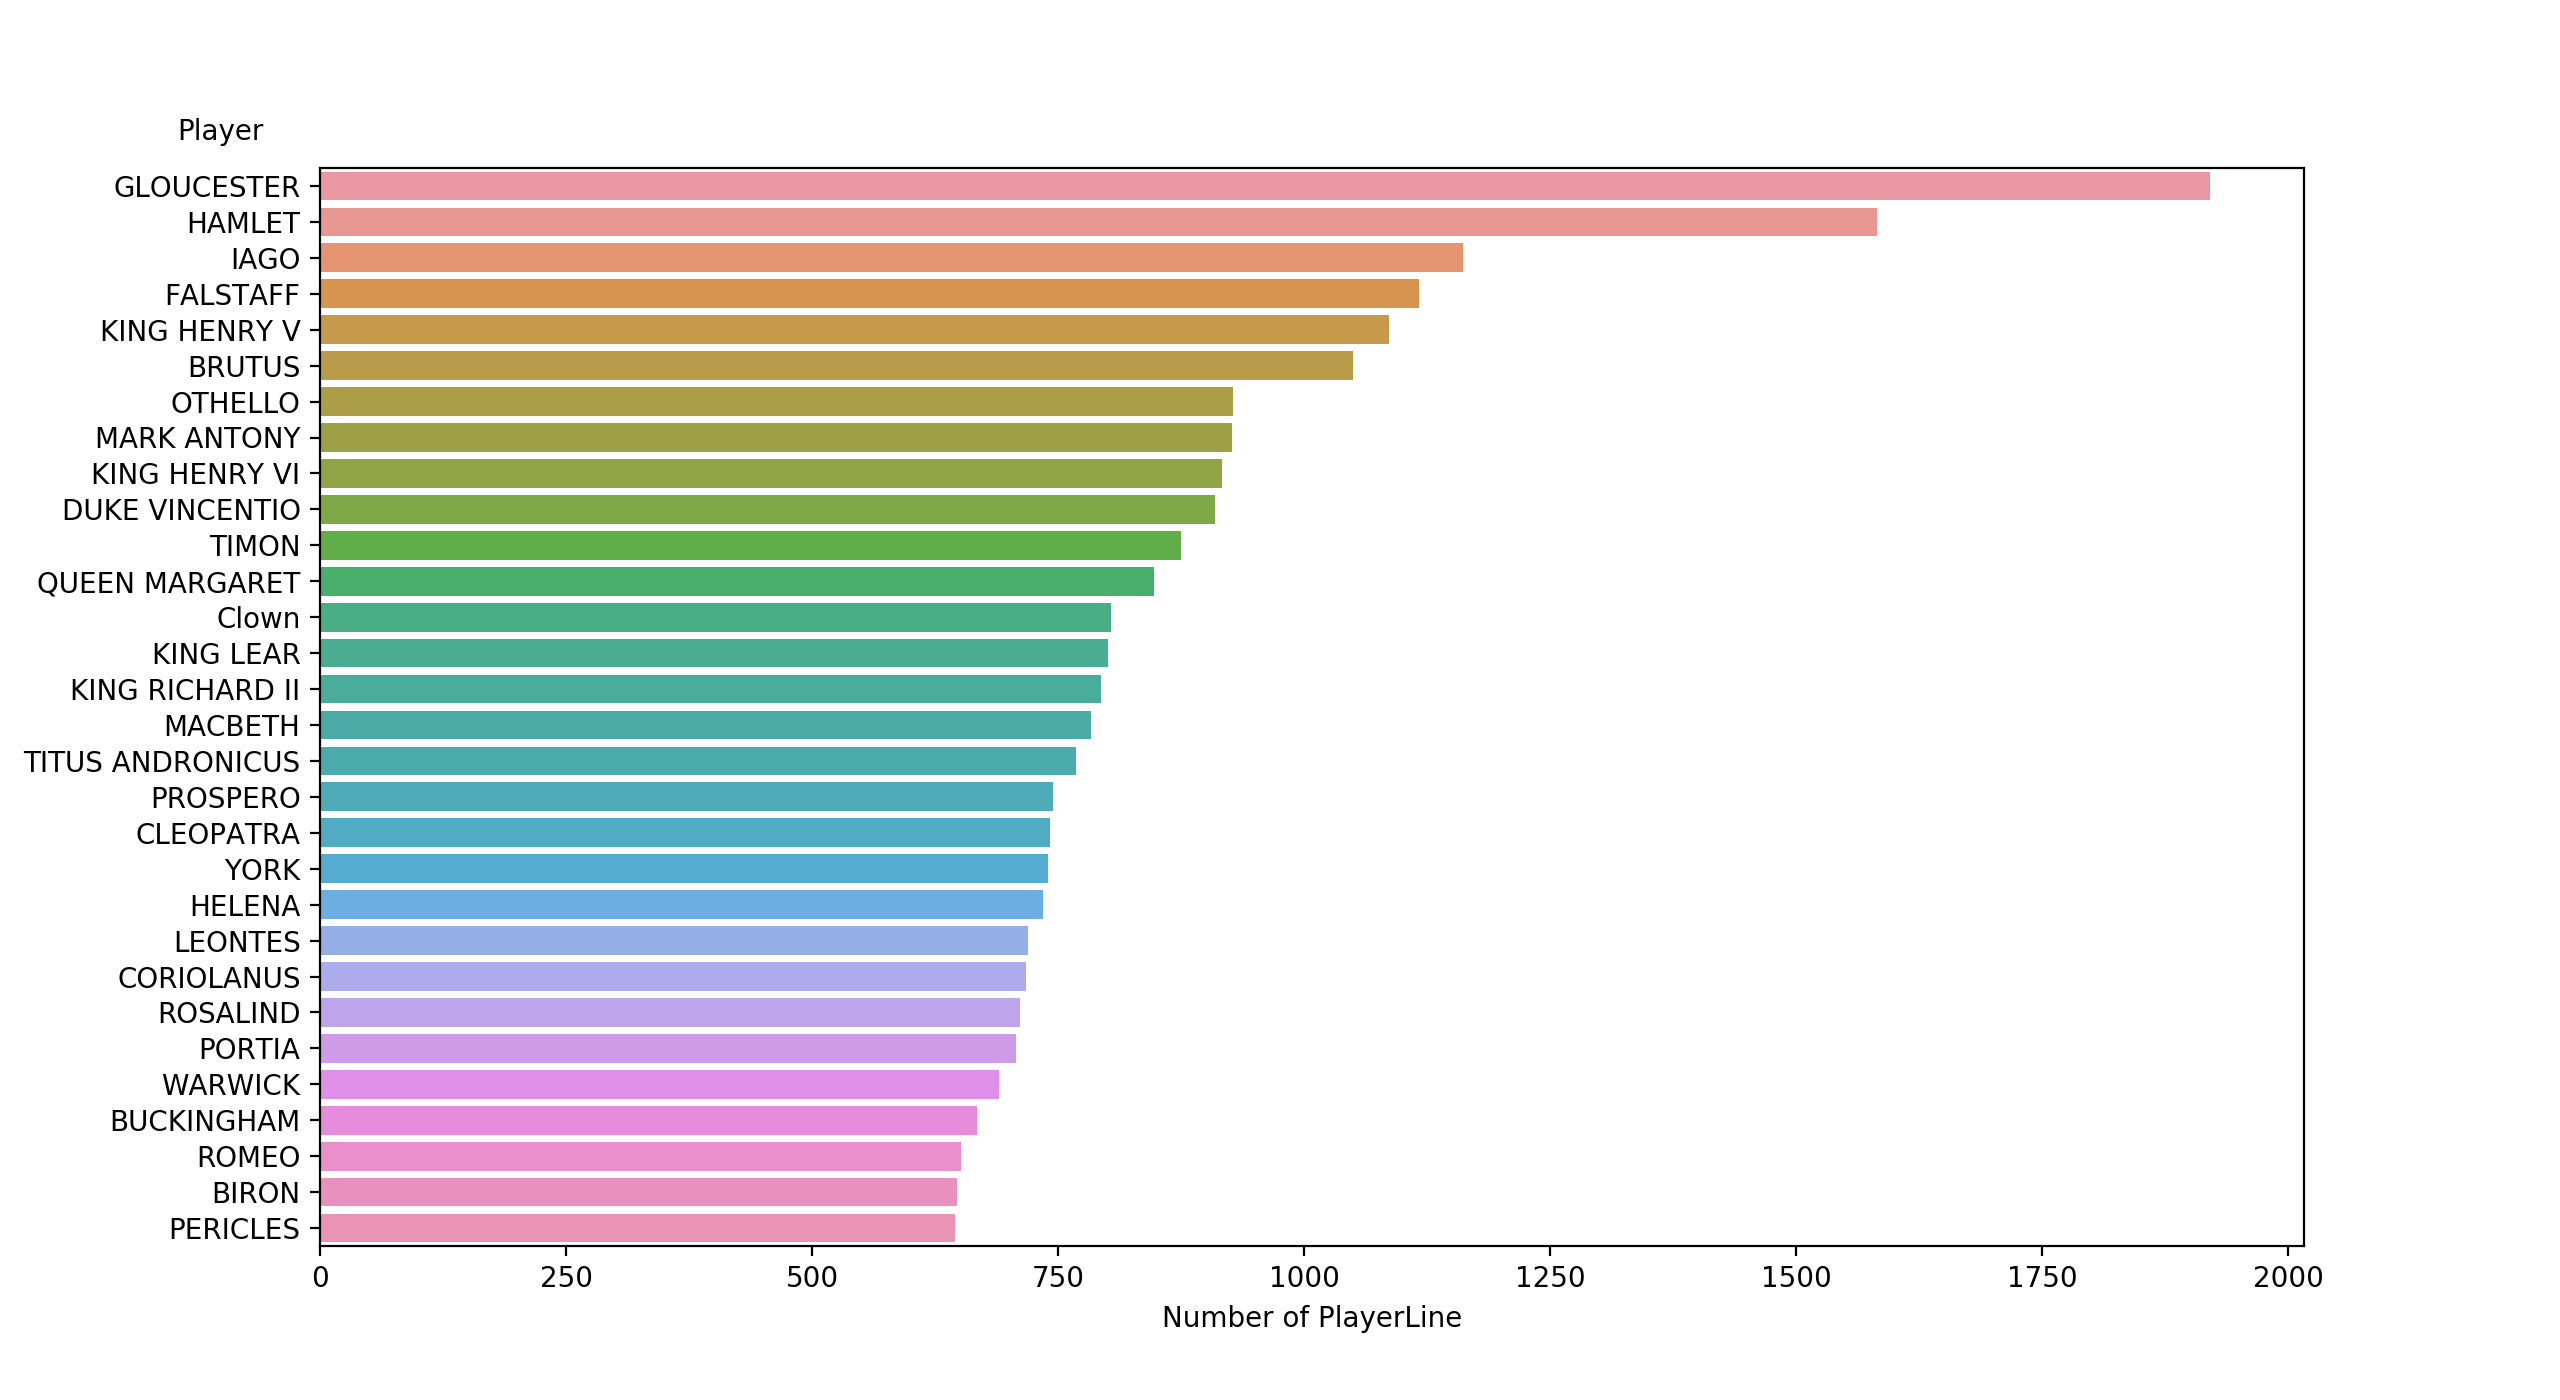 Player
GLOUCESTER
HAMLET
IAGO
FALSTAFF
KING HENRY V
BRUTUS
OTHELLO
MARK ANTONY
KING HENRY VI
DUKE VINCENTIO
TIMON
QUEEN MARGARET
Clown
KING LEAR
KING RICHARD II
MACBETH
TITUS ANDRONICUS
PROSPERO
CLEOPATRA
YORK
HELENA
LEONTES
CORIOLANUS
ROSALIND
PORTIA
WARWICK
BUCKINGHAM
ROMEO
BIRON
PERICLES
0 250 500 750 1000 1250 1500 1750 2000
Number of PlayerLine